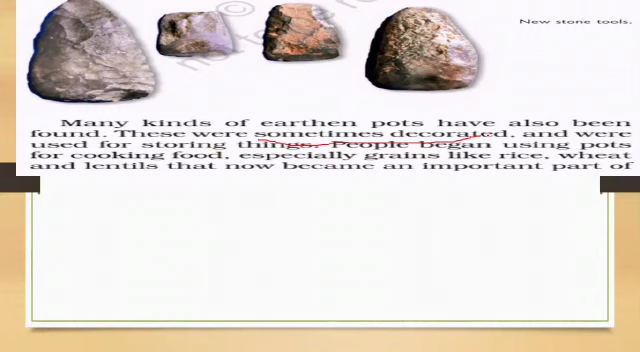 New stone tools.
Many kinds of earthen pots have also been
found. These were sometimes decorated, and were
used for storing things. People began using pots
for cooking food, especially grains like rice, wheat
and lentils that now became an important part of